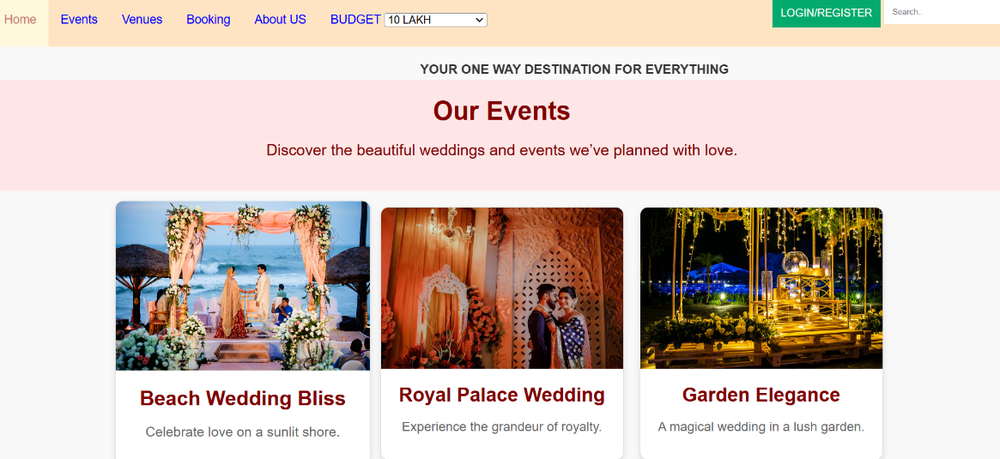 Home Events Venues Booking About US BUDGET 10 LAKH LOGIN/REGISTER Search..
YOUR ONE WAY DESTINATION FOR EVERYTHING
Our Events
Discover the beautiful weddings and events we’ve planned with love.
Beach Wedding Bliss Royal Palace Wedding Garden Elegance
Celebrate love on a sunlit shore. Experience the grandeur of royalty. A magical wedding in a lush garden.